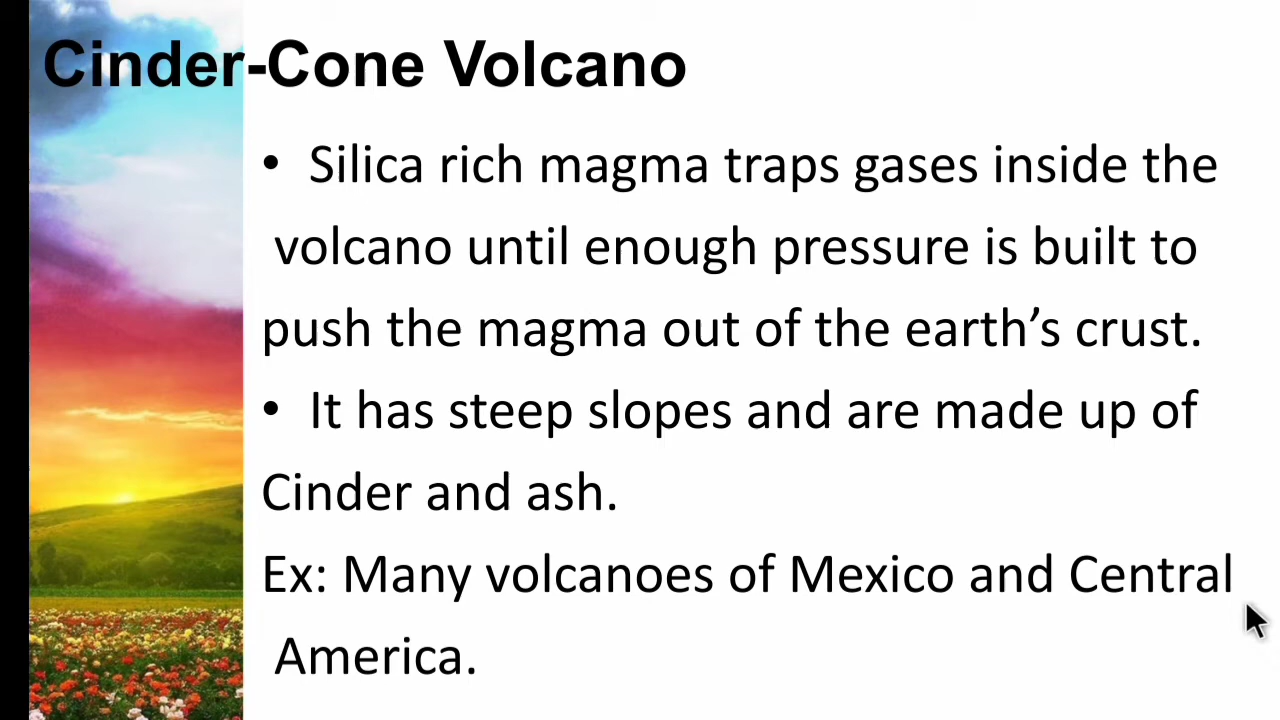 Cinder-Cone Volcano
• Silica rich magma traps gases inside the
volcano until enough pressure is built to
push the magma out of the earth’s crust.
• It has steep slopes and are made up of
Cinder and ash.
Ex: Many volcanoes of Mexico and Central
America.